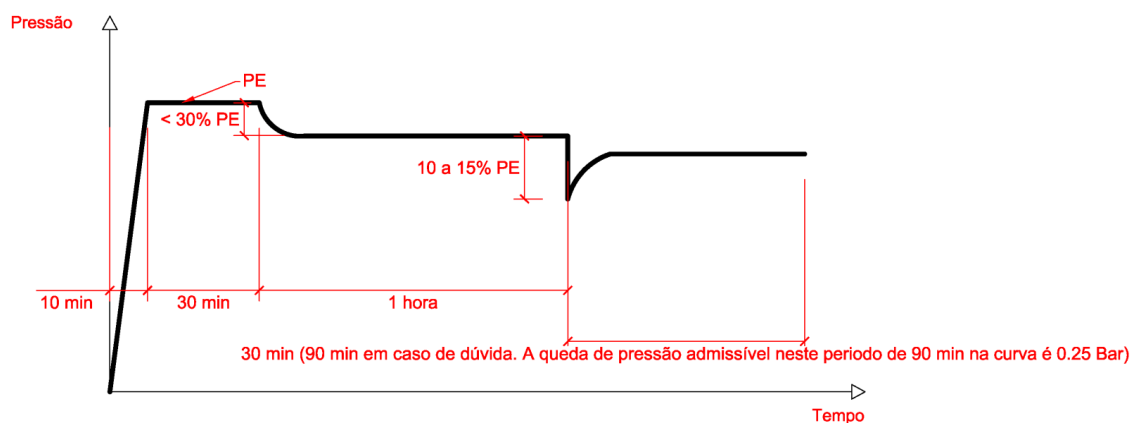 Pressão
PE
< 30% PE
10 a 15% PE
10 min
30 min
1 hora
30 min (90 min em caso de dúvida. A queda de pressão admissível neste periodo de 90 min na curva é 0.25 Bar)
Tempo